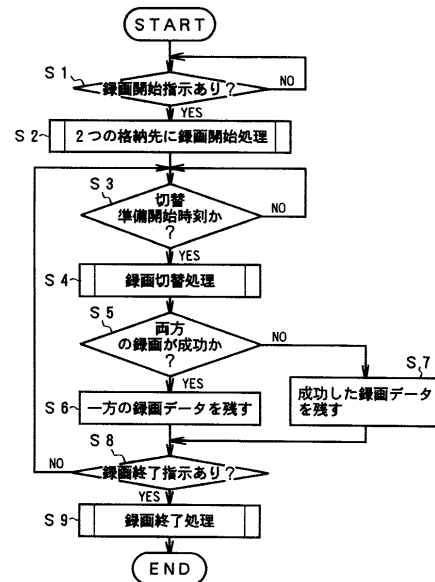 START
S1
録画開始指示あり?
NO
YES
S2
2つの格納先に録画開始処理
S3
切替
準備開始時刻か
?
NO
YES
S4
録画切替処理
S5
両方
の録画が成功か
?
NO
YES
S6
一方の録画データを残す
S7
成功した録画データ
を残す
S8
録画終了指示あり?
NO
YES
S9
録画終了処理
END